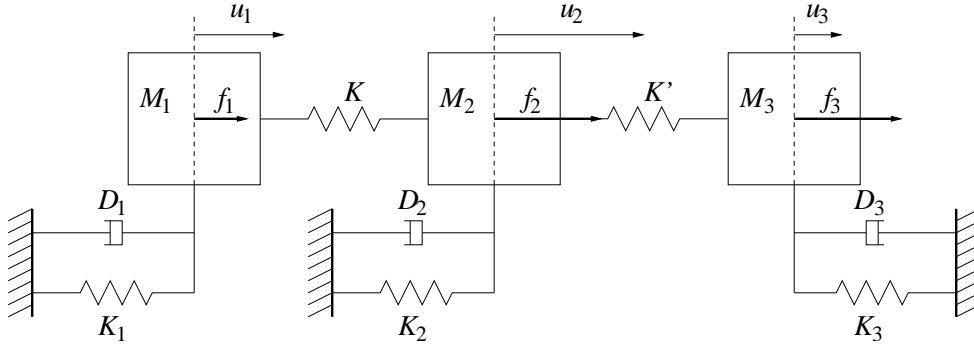 u₁ u₂ u₃
M₁ f₁ K M₂ f₂ K’ M₃ f₃
D₁ D₂ D₃
K₁ K₂ K₃